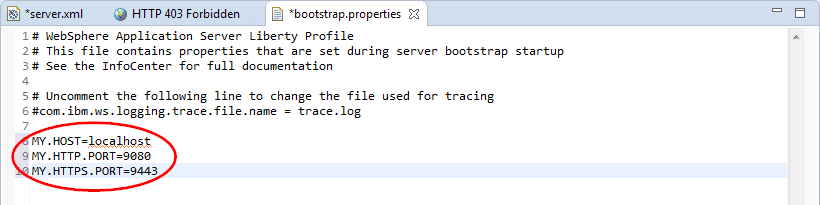 *server.xml HTTP 403 Forbidden *bootstrap.properties
1 # WebSphere Application Server Liberty Profile
2 # This file contains properties that are set during server bootstrap startup
3 # See the InfoCenter for full documentation
4
5 # Uncomment the following line to change the file used for tracing
6 #com.ibm.ws.logging.trace.file.name = trace.log
7
8 MY.HOST=localhost
9 MY.HTTP.PORT=9080
10 MY.HTTPS.PORT=9443